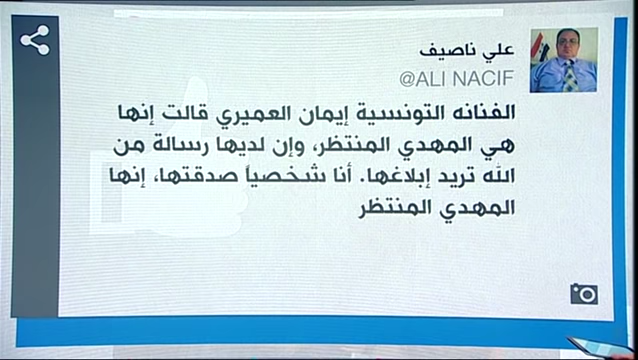 علي ناصيف
@ALI NACIF
الفنانه التونسية إيمان العميري قالت إنها
هي المهدي المنتظر، وإن لديها رسالة من
الله تريد إبلاغها. أنا شخصياً صدقتها، إنها
المهدي المنتظر